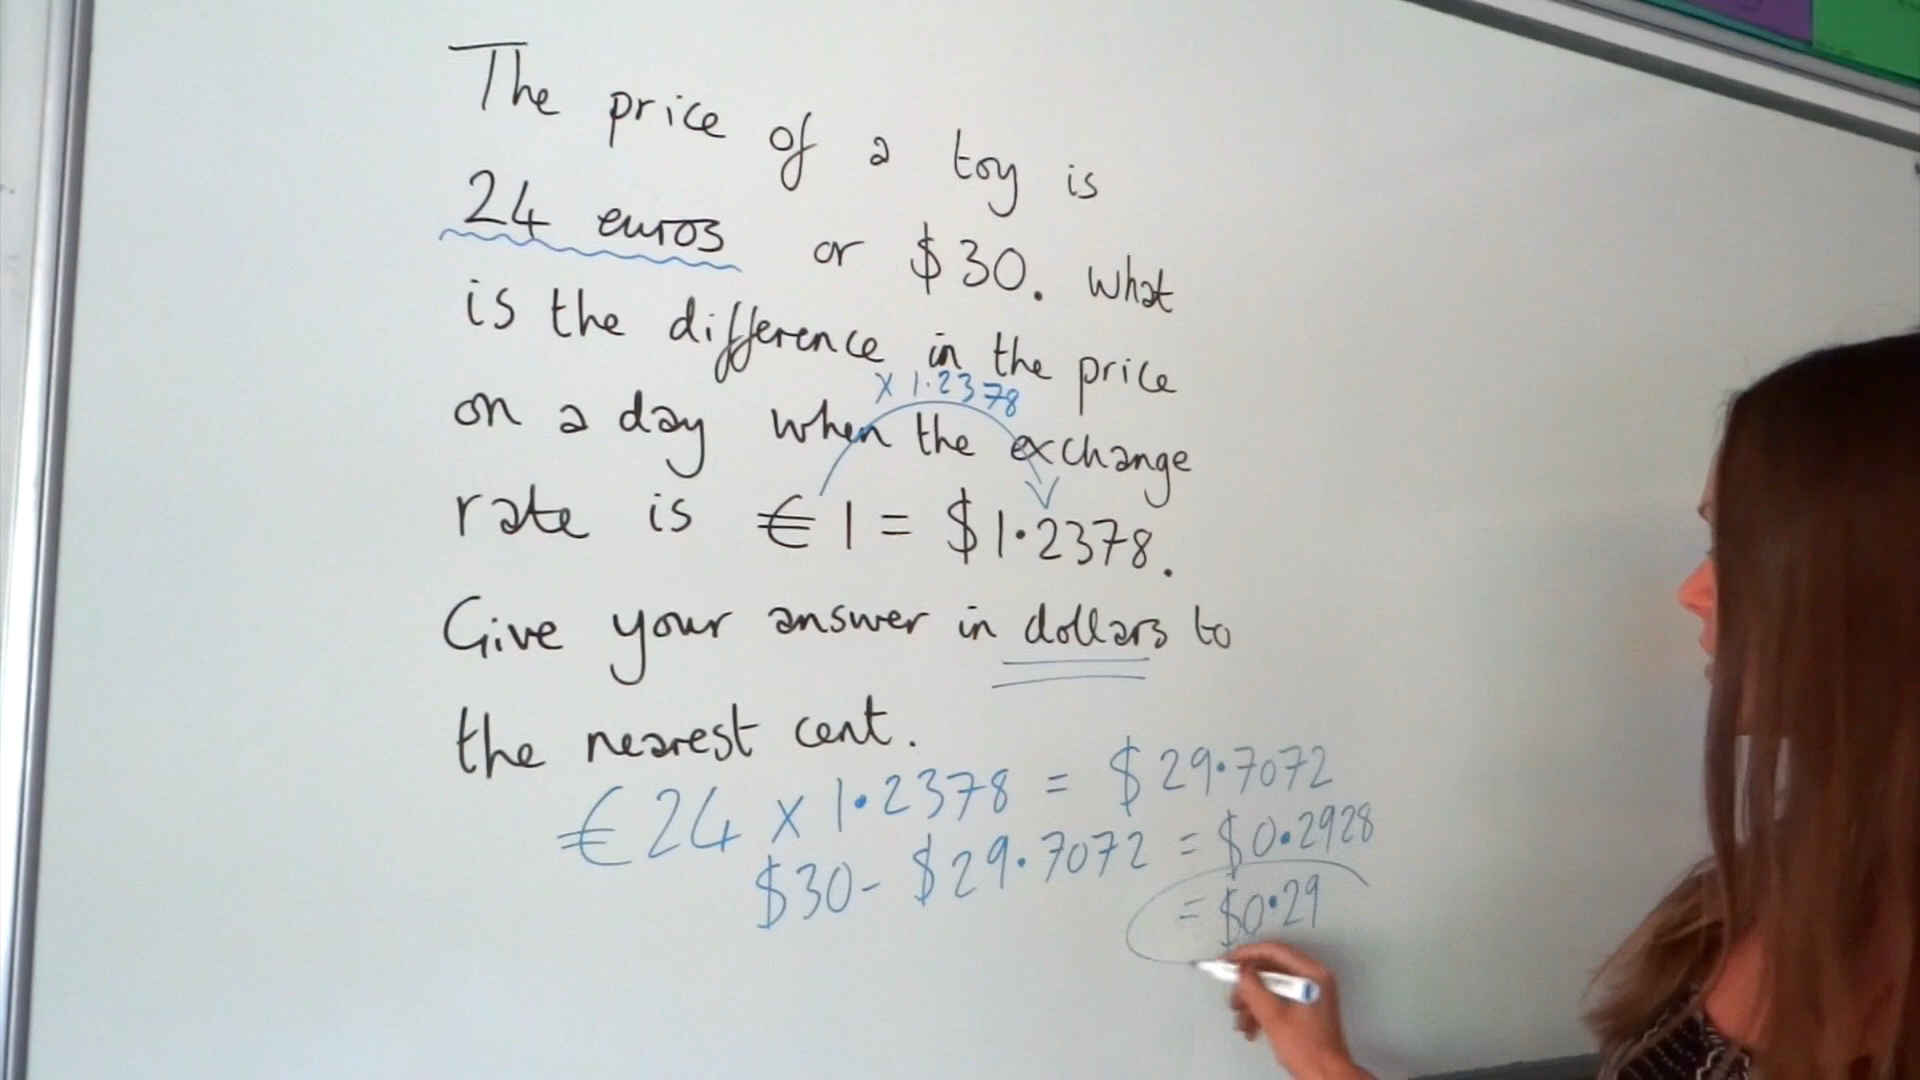 The price of a toy is
24 euros or $30. What
is the difference in the price
x 1.2378
on a day when the exchange
rate is €1 = $1.2378.
Give your answer in dollars to
the nearest cent.
€24 x 1.2378 = $29.7072
$30 - $29.7072 = $0.2928
= $0.29